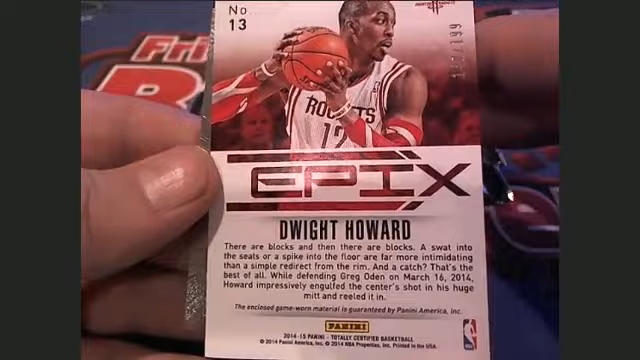 No.
13
ROCKETS
12
EPIX
DWIGHT HOWARD
There are blocks and then there are blocks. A swat into
the seats or a spike into the floor are far more intimidating
than a simple redirect from the rim. And a catch? That's the
best of all. While defending Greg Oden on March 16, 2014,
Howard impressively engulfed the center's shot in his huge
mitt and reeled it in.
The enclosed game-worn material is guaranteed by Panini America, Inc.
PANINI
2014-15 PANINI - TOTALLY CERTIFIED BASKETBALL
© 2014 Panini America, Inc. © 2014 NBA Properties, Inc. Printed in the USA.